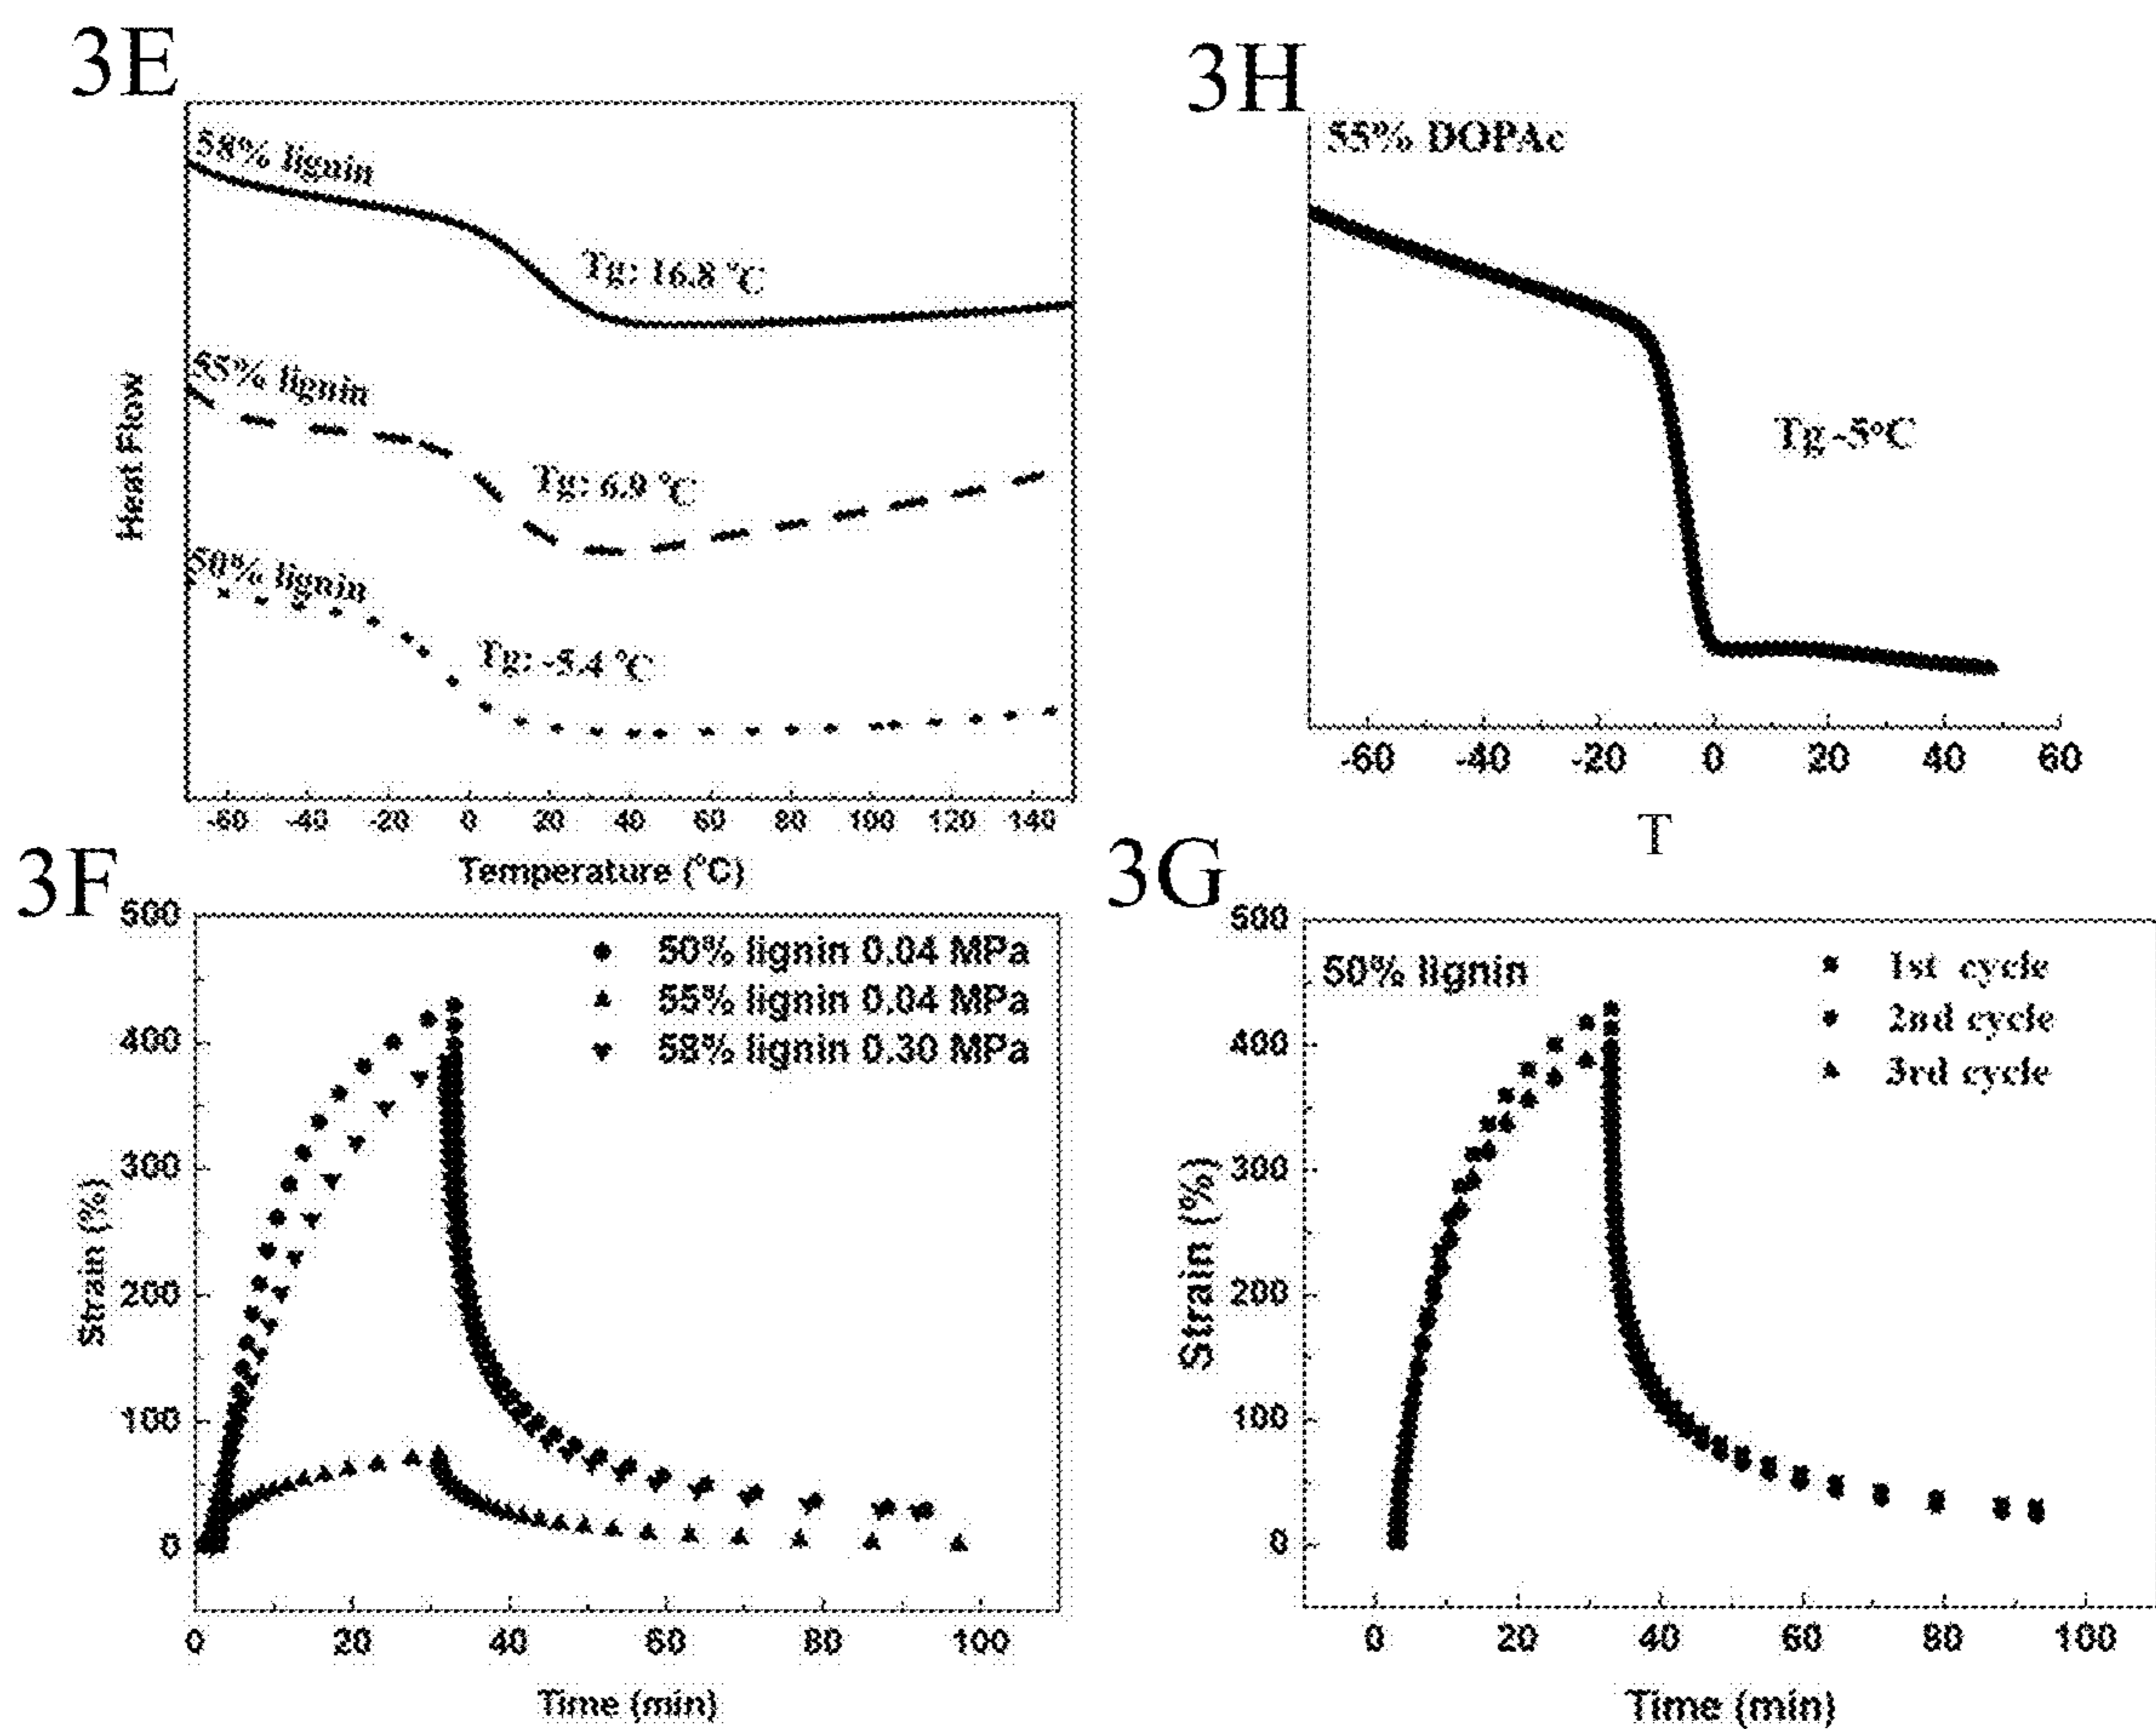 3E
58% lignin
Tg: 16.8 °C
55% lignin
Tg: 6.9 °C
50% lignin
Tg: -5.4 °C
Heat Flow
-60 -40 -20 0 20 40 60 80 100 120 140
Temperature (°C)
3H
55% DOPAc
Tg -5°C
-60 -40 -20 0 20 40 60
T
3F
500
400
300
200
100
0
Strain (%)
50% lignin 0.04 MPa
55% lignin 0.04 MPa
58% lignin 0.30 MPa
0 20 40 60 80 100
Time (min)
3G
500
400
300
200
100
0
Strain (%)
50% lignin
1st cycle
2nd cycle
3rd cycle
0 20 40 60 80 100
Time (min)